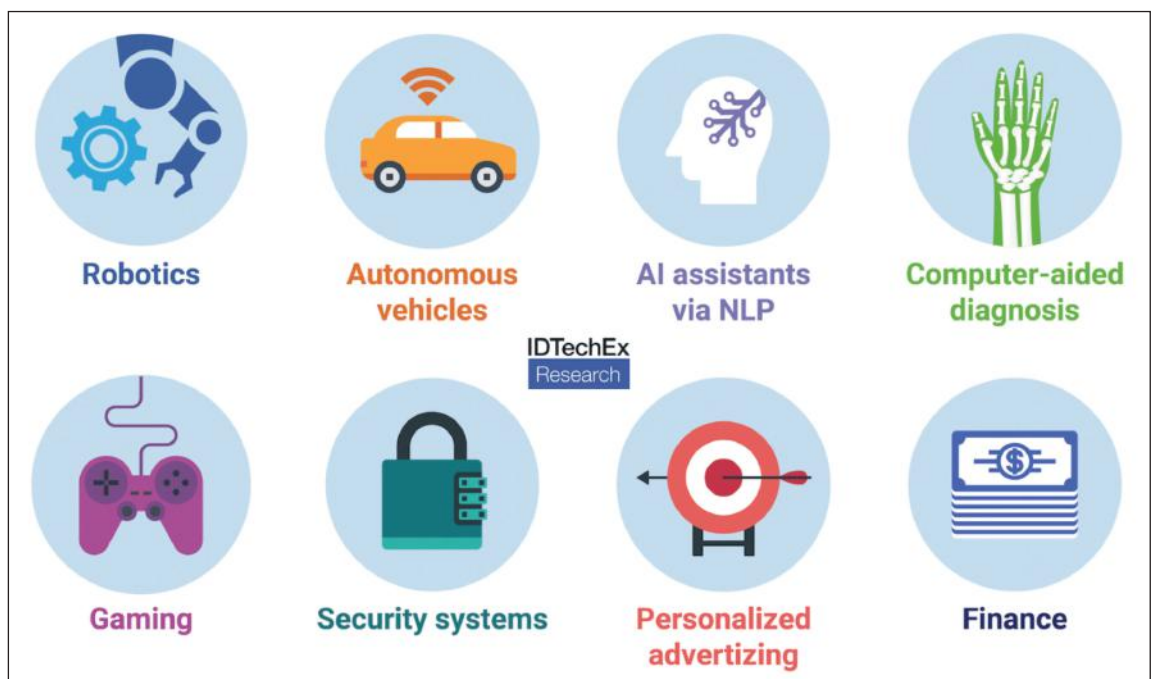 Robotics
Autonomous
vehicles
AI assistants
via NLP
Computer-aided
diagnosis
IDTechEx
Research
Gaming
Security systems
Personalized
advertizing
Finance